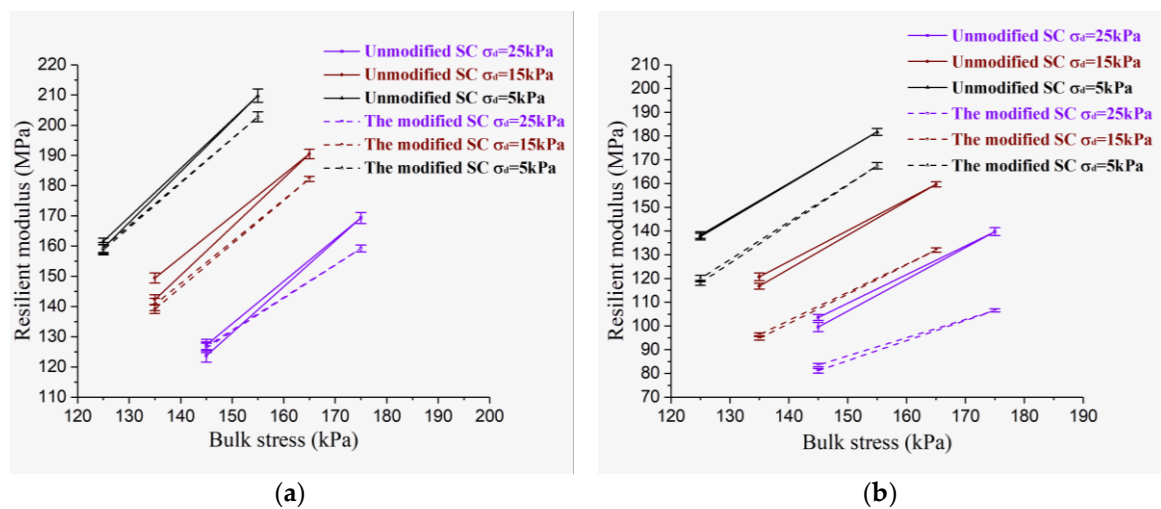 Unmodified SC σd=25kPa
Unmodified SC σd=15kPa
Unmodified SC σd=5kPa
The modified SC σd=25kPa
The modified SC σd=15kPa
The modified SC σd=5kPa
220
210
200
190
180
170
160
150
140
130
120
110
Resilient modulus (MPa)
120 130 140 150 160 170 180 190 200
Bulk stress (kPa)
(a)
Unmodified SC σd=25kPa
Unmodified SC σd=15kPa
Unmodified SC σd=5kPa
The modified SC σd=25kPa
The modified SC σd=15kPa
The modified SC σd=5kPa
210
200
190
180
170
160
150
140
130
120
110
100
90
80
70
Resilient modulus (MPa)
120 130 140 150 160 170 180 190
Bulk stress (kPa)
(b)